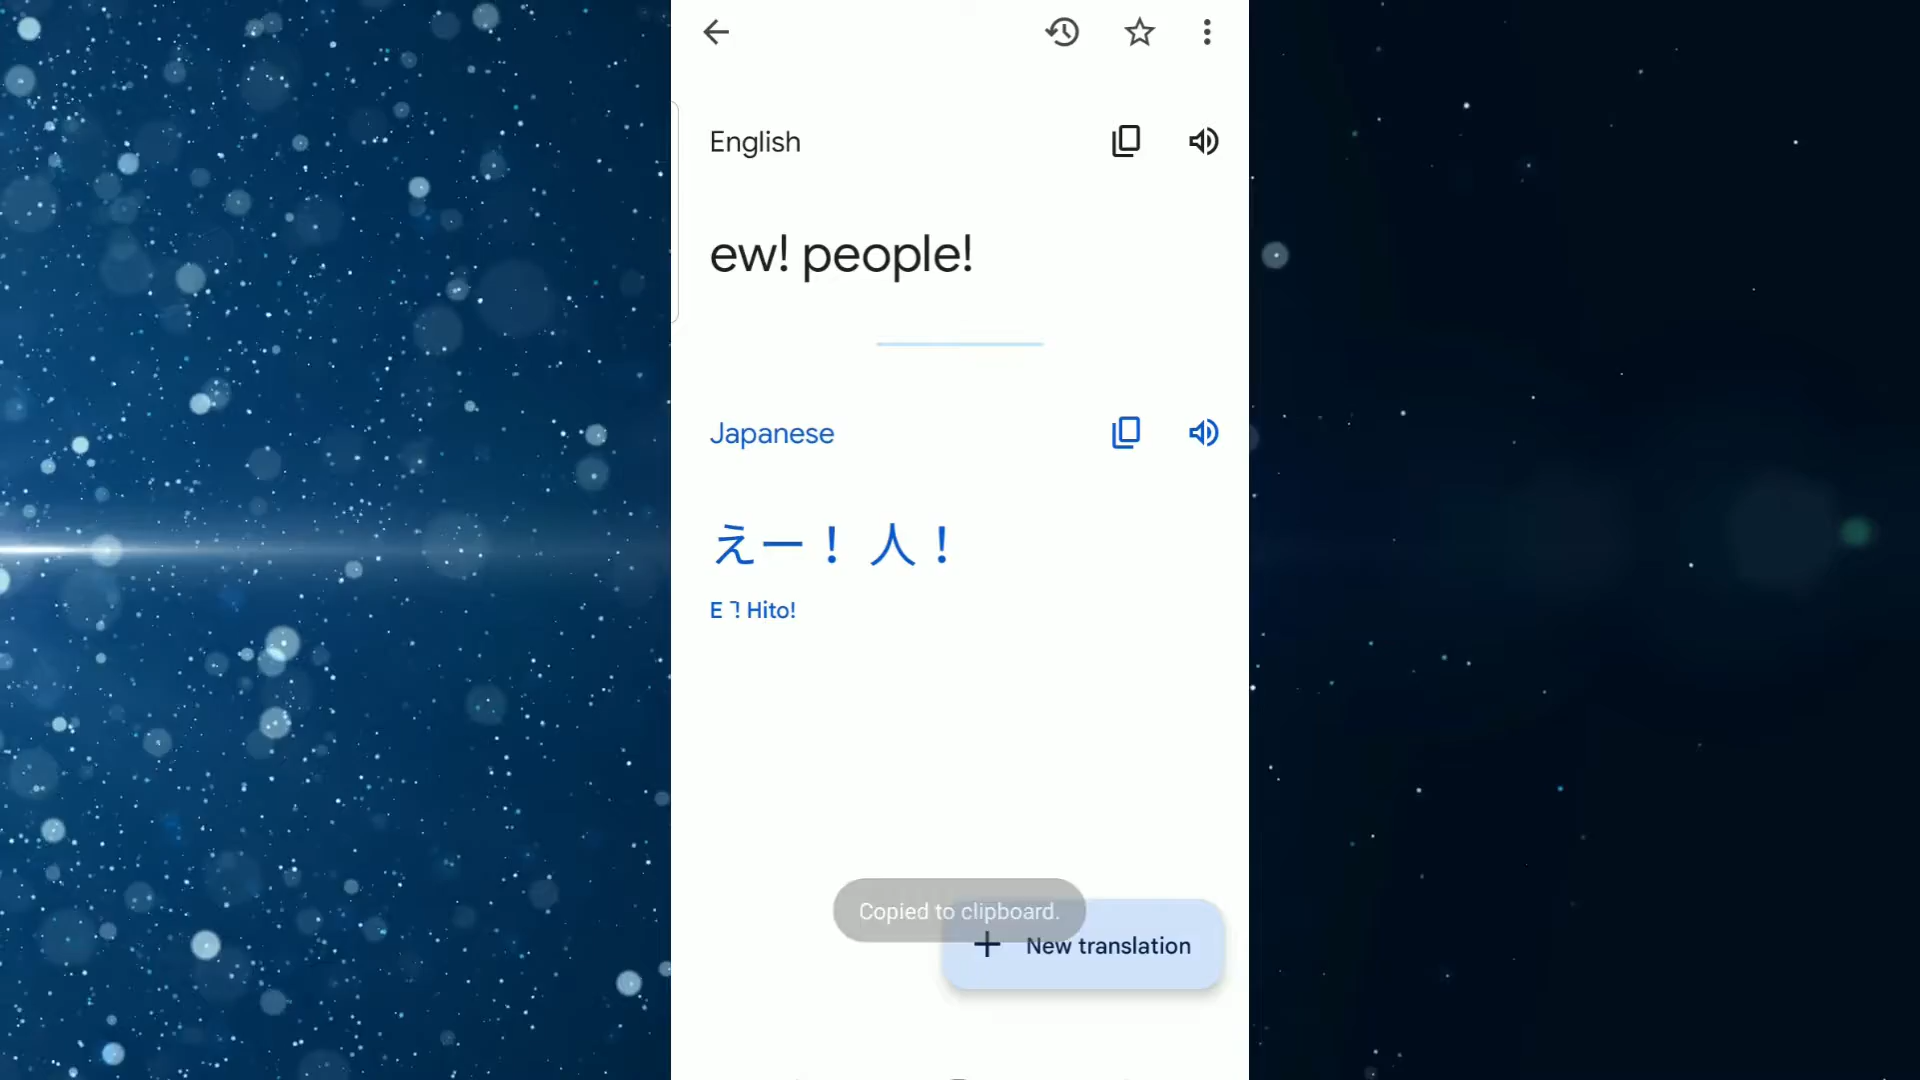 English
ew! people!
Japanese
えー！ 人！
E ̄! Hito!
Copied to clipboard.
New translation